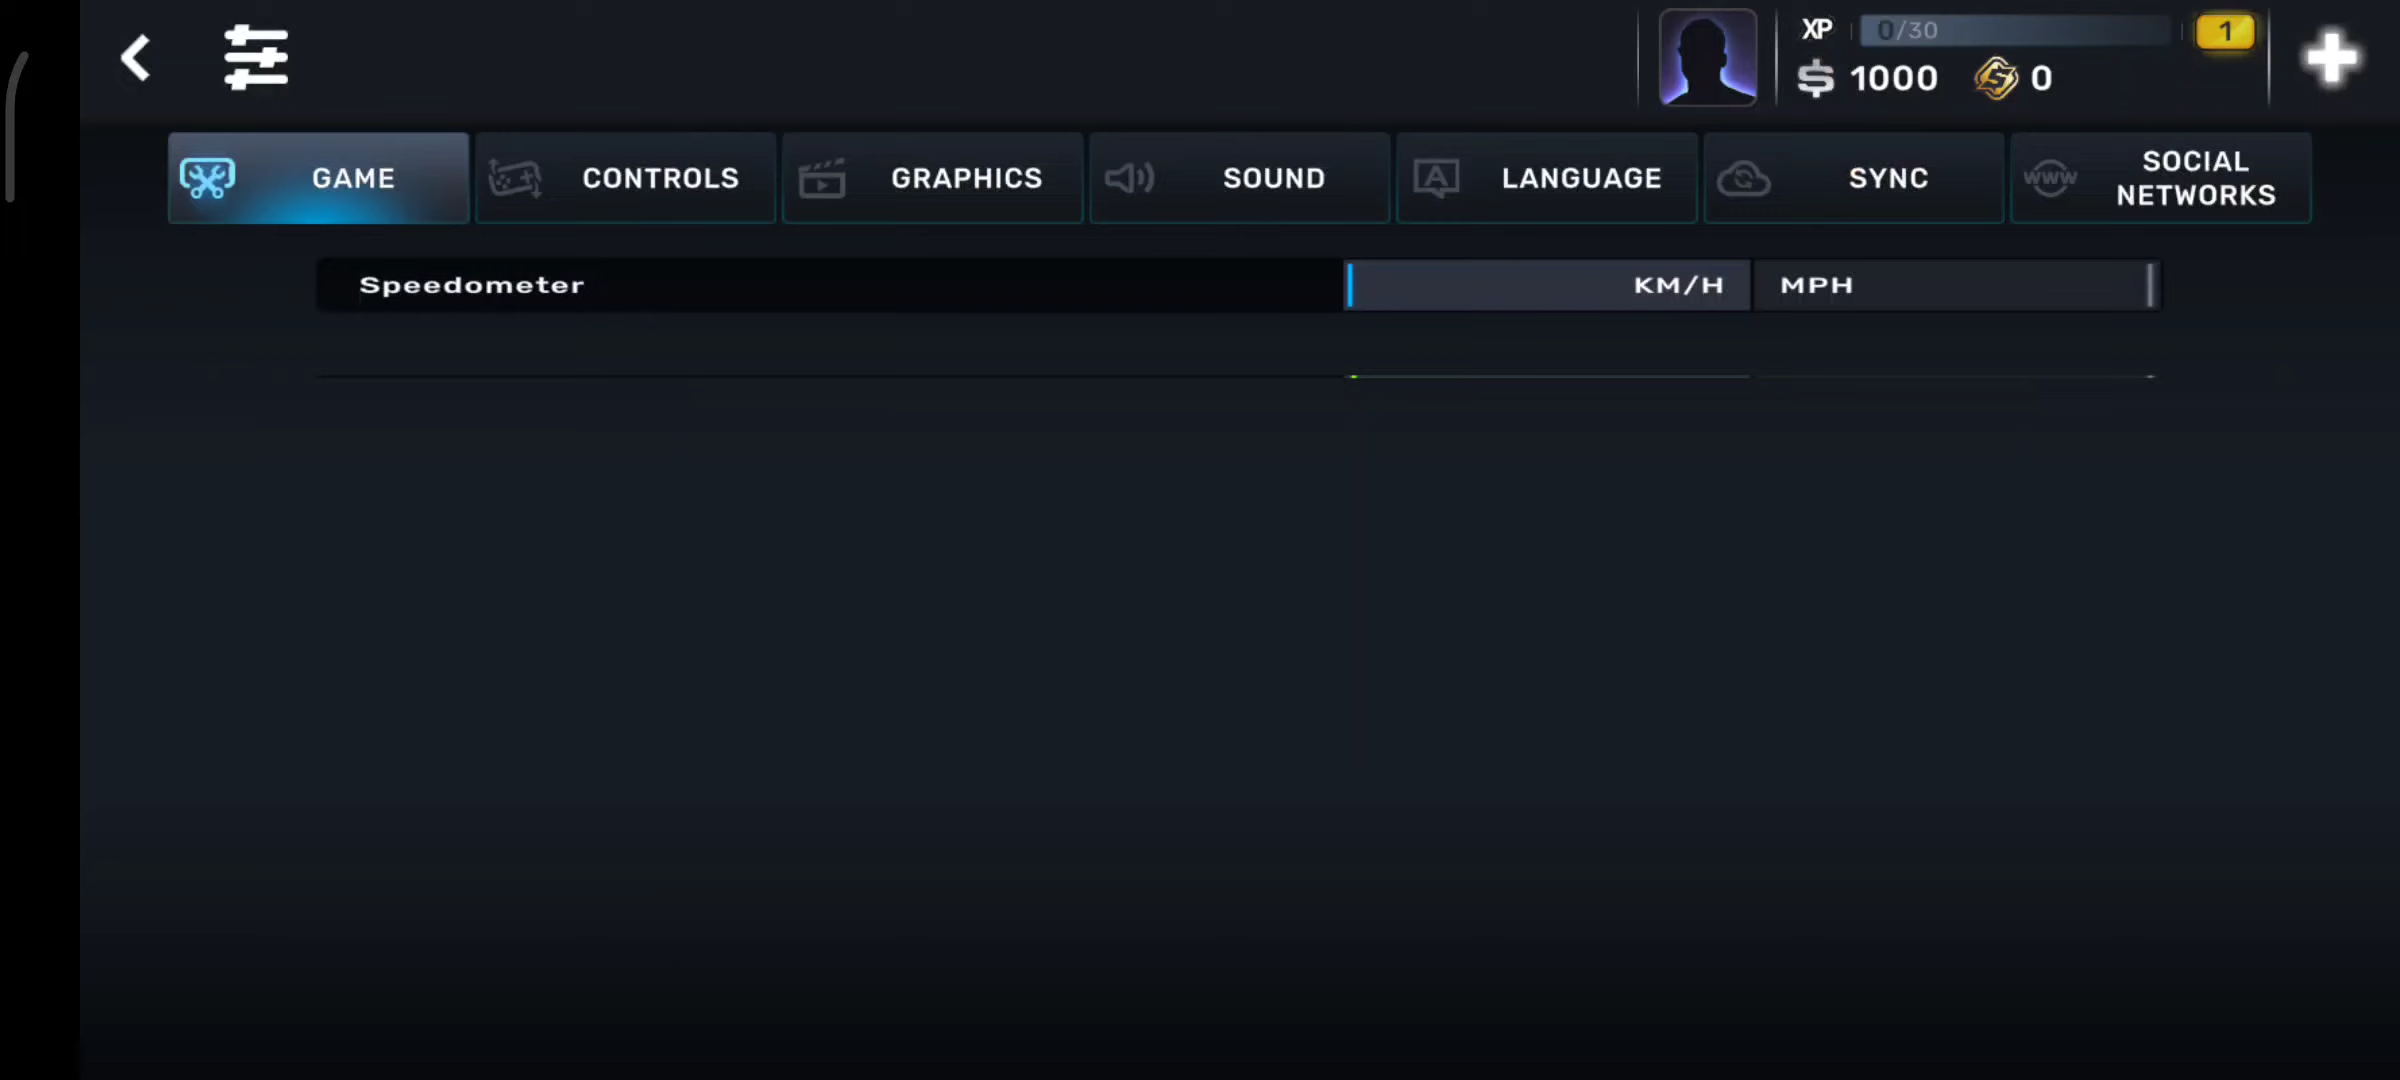 XP 0/30 1
$ 1000 0
GAME CONTROLS GRAPHICS SOUND LANGUAGE SYNC SOCIAL NETWORKS
Speedometer KM/H MPH